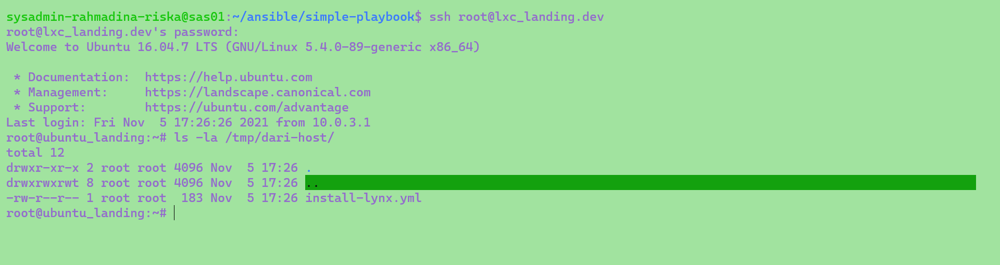 sysadmin-rahmadina-riska@sas01:~/ansible/simple-playbook$ ssh root@lxc_landing.dev
root@lxc_landing.dev's password:
Welcome to Ubuntu 16.04.7 LTS (GNU/Linux 5.4.0-89-generic x86_64)

 * Documentation:  https://help.ubuntu.com
 * Management:     https://landscape.canonical.com
 * Support:        https://ubuntu.com/advantage
Last login: Fri Nov  5 17:26:26 2021 from 10.0.3.1
root@ubuntu_landing:~# ls -la /tmp/dari-host/
total 12
drwxr-xr-x 2 root root 4096 Nov  5 17:26 .
drwxrwxrwt 8 root root 4096 Nov  5 17:26 ..
-rw-r--r-- 1 root root  183 Nov  5 17:26 install-lynx.yml
root@ubuntu_landing:~#